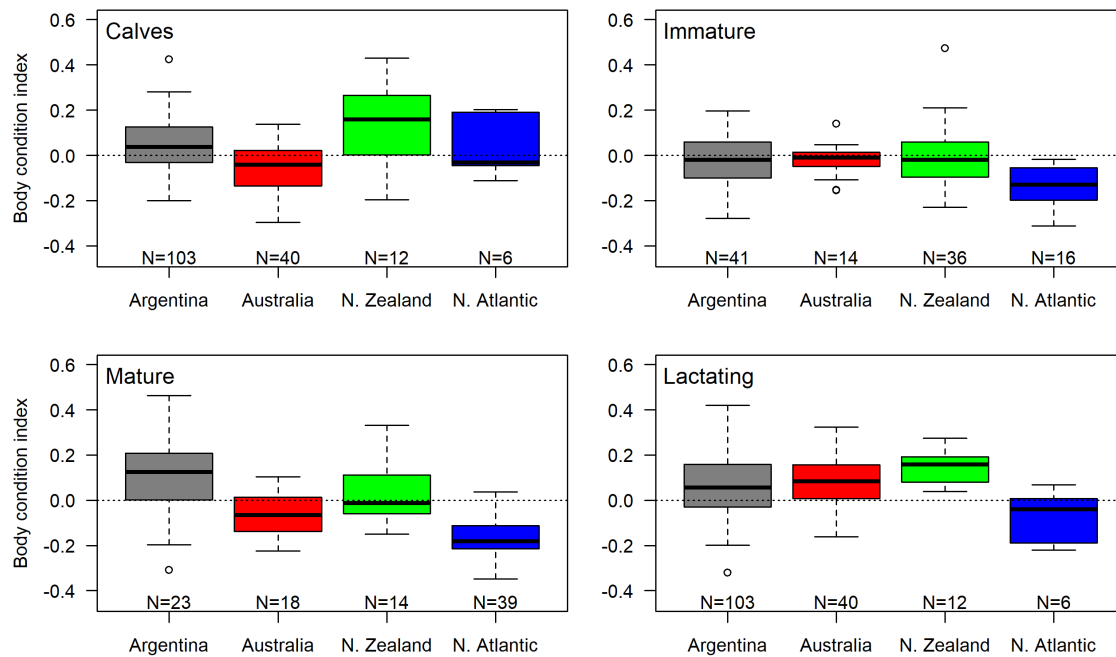 Calves
Body condition index
0.6
0.4
0.2
0.0
-0.2
-0.4
N=103 N=40 N=12 N=6
Argentina Australia N. Zealand N. Atlantic
Immature
0.6
0.4
0.2
0.0
-0.2
-0.4
N=41 N=14 N=36 N=16
Argentina Australia N. Zealand N. Atlantic
Mature
Body condition index
0.6
0.4
0.2
0.0
-0.2
-0.4
N=23 N=18 N=14 N=39
Argentina Australia N. Zealand N. Atlantic
Lactating
0.6
0.4
0.2
0.0
-0.2
-0.4
N=103 N=40 N=12 N=6
Argentina Australia N. Zealand N. Atlantic